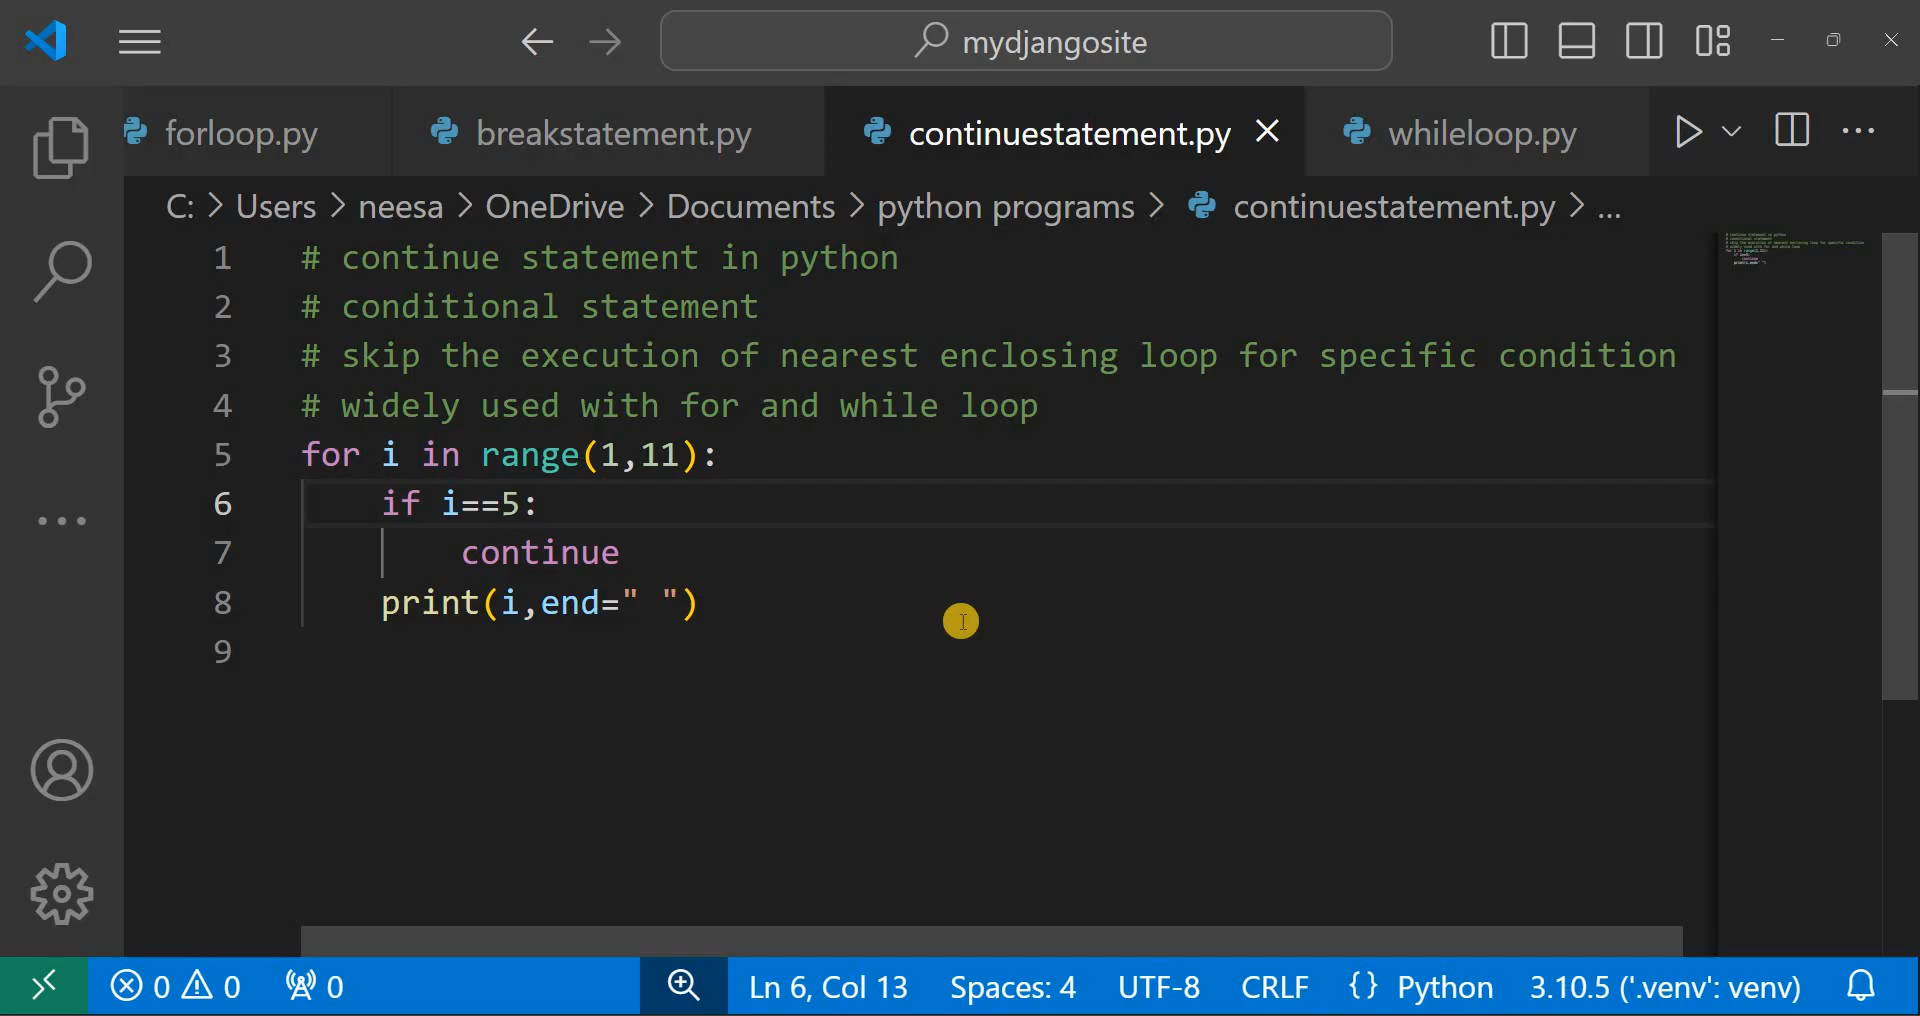 mydjangosite
forloop.py
breakstatement.py
continuestatement.py
whileloop.py
C: > Users > neesa > OneDrive > Documents > python programs > continuestatement.py > ...
1 # continue statement in python
2 # conditional statement
3 # skip the execution of nearest enclosing loop for specific condition
4 # widely used with for and while loop
5 for i in range(1,11):
6     if i==5:
7         continue
8     print(i,end=" ")
9
0 0 0 Ln 6, Col 13 Spaces: 4 UTF-8 CRLF {} Python 3.10.5 ('.venv': venv)